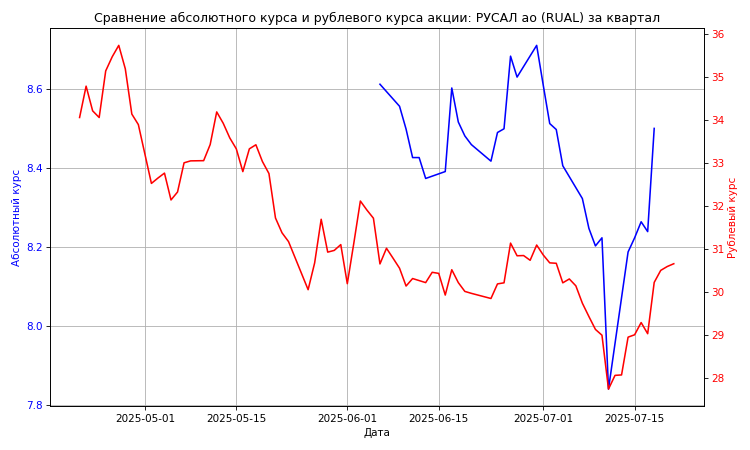 Сравнение абсолютного курса и рублевого курса акции: РУСАЛ ао (RUAL) за квартал
Абсолютный курс
8.6
8.4
8.2
8.0
7.8
36
35
34
33
32
31
30
29
28
Рублевый курс
2025-05-01 2025-05-15 2025-06-01 2025-06-15 2025-07-01 2025-07-15
Дата